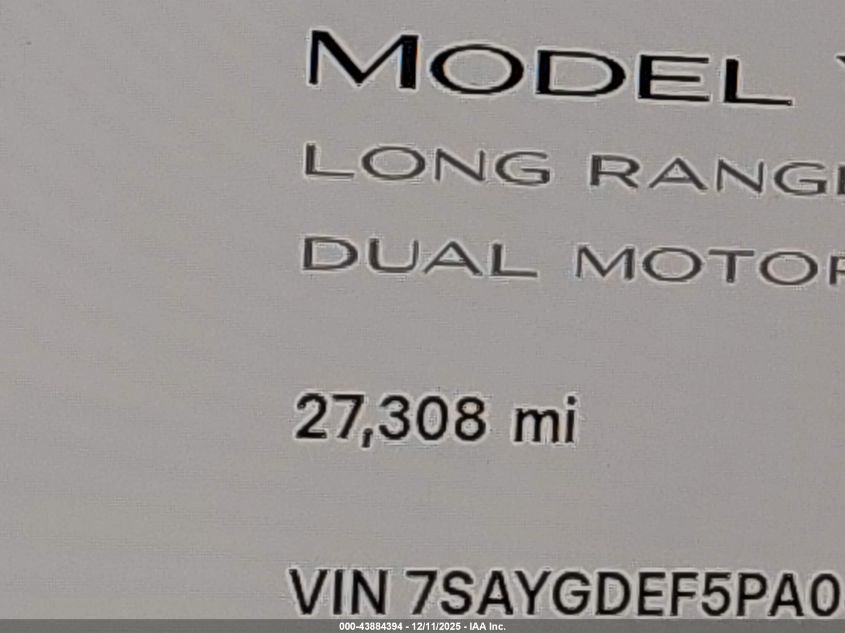 MODEL Y
LONG RANGE
DUAL MOTOR
27,308 mi
VIN 7SAYGDEF5PA0
000-43884394 - 12/11/2025 - IAA Inc.